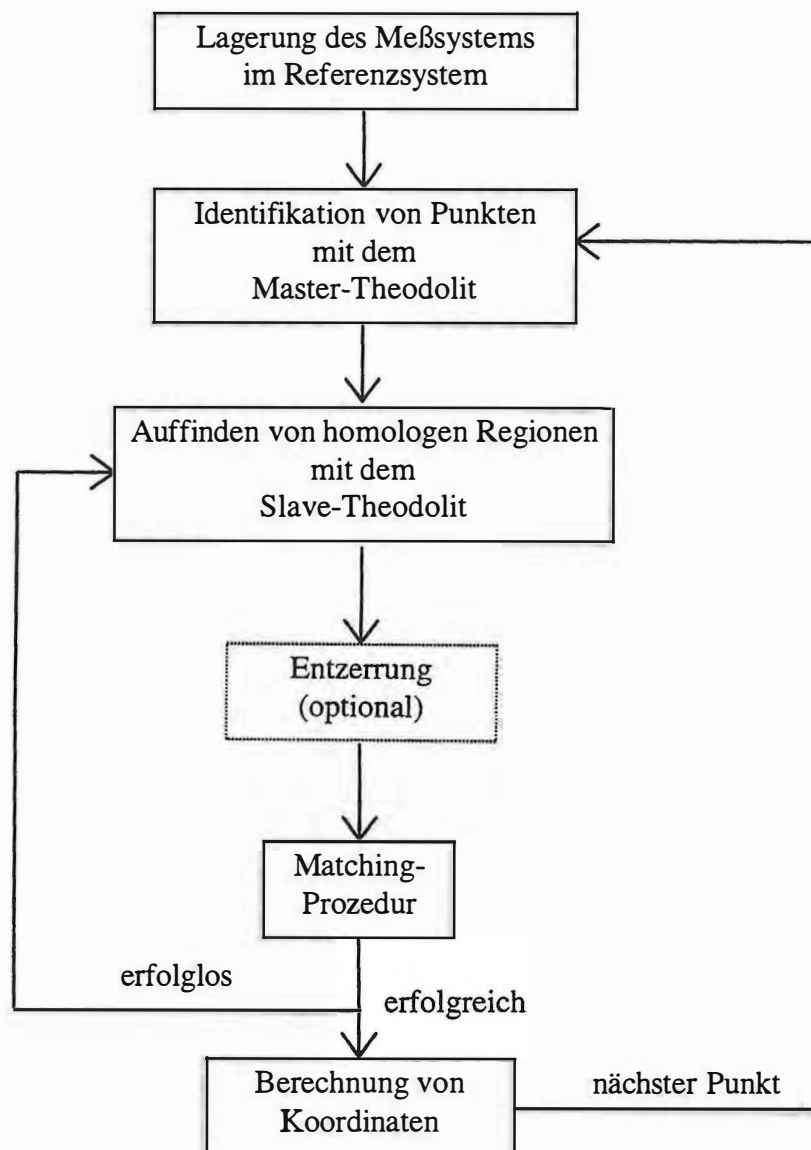 Lagerung des Meßsystems
im Referenzsystem
Identifikation von Punkten
mit dem
Master-Theodolit
Auffinden von homologen Regionen
mit dem
Slave-Theodolit
Entzerrung
(optional)
Matching-
Prozedur
erfolglos
erfolgreich
Berechnung von
Koordinaten
nächster Punkt